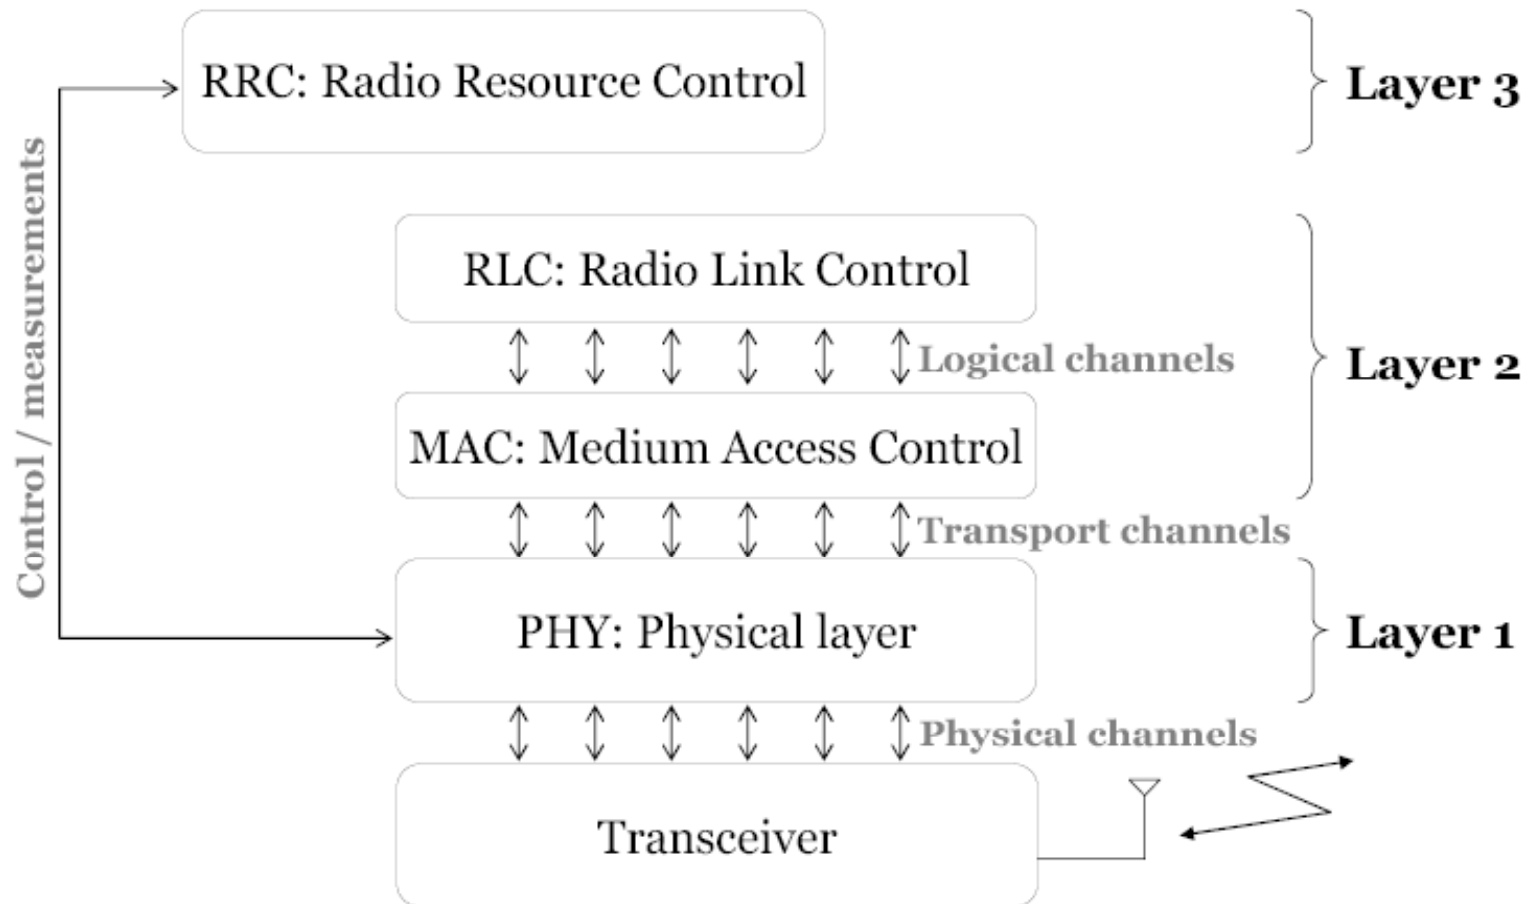 RRC: Radio Resource Control
Layer 3
Control / measurements
RLC: Radio Link Control
Logical channels
Layer 2
MAC: Medium Access Control
Transport channels
PHY: Physical layer
Layer 1
Physical channels
Transceiver